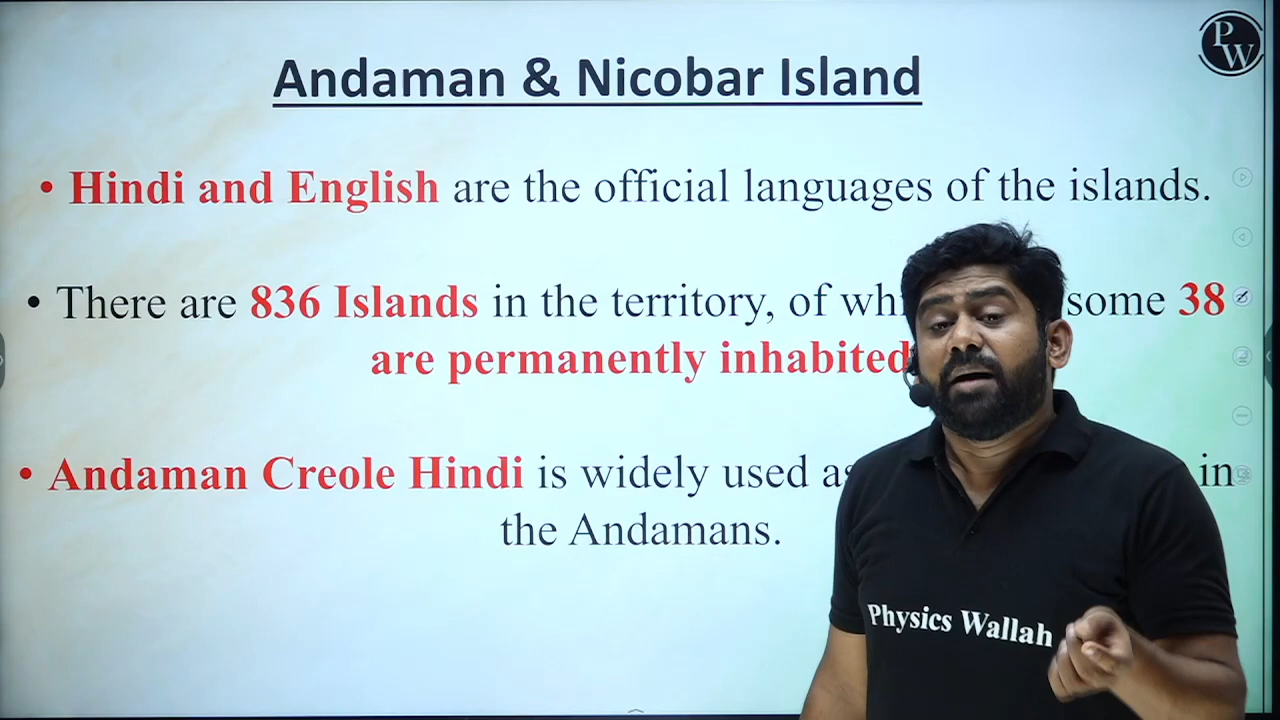 PW
Andaman & Nicobar Island
• Hindi and English are the official languages of the islands.
• There are 836 Islands in the territory, of some 38
are permanently inhabited
• Andaman Creole Hindi is widely used in
the Andamans.
Physics Wallah